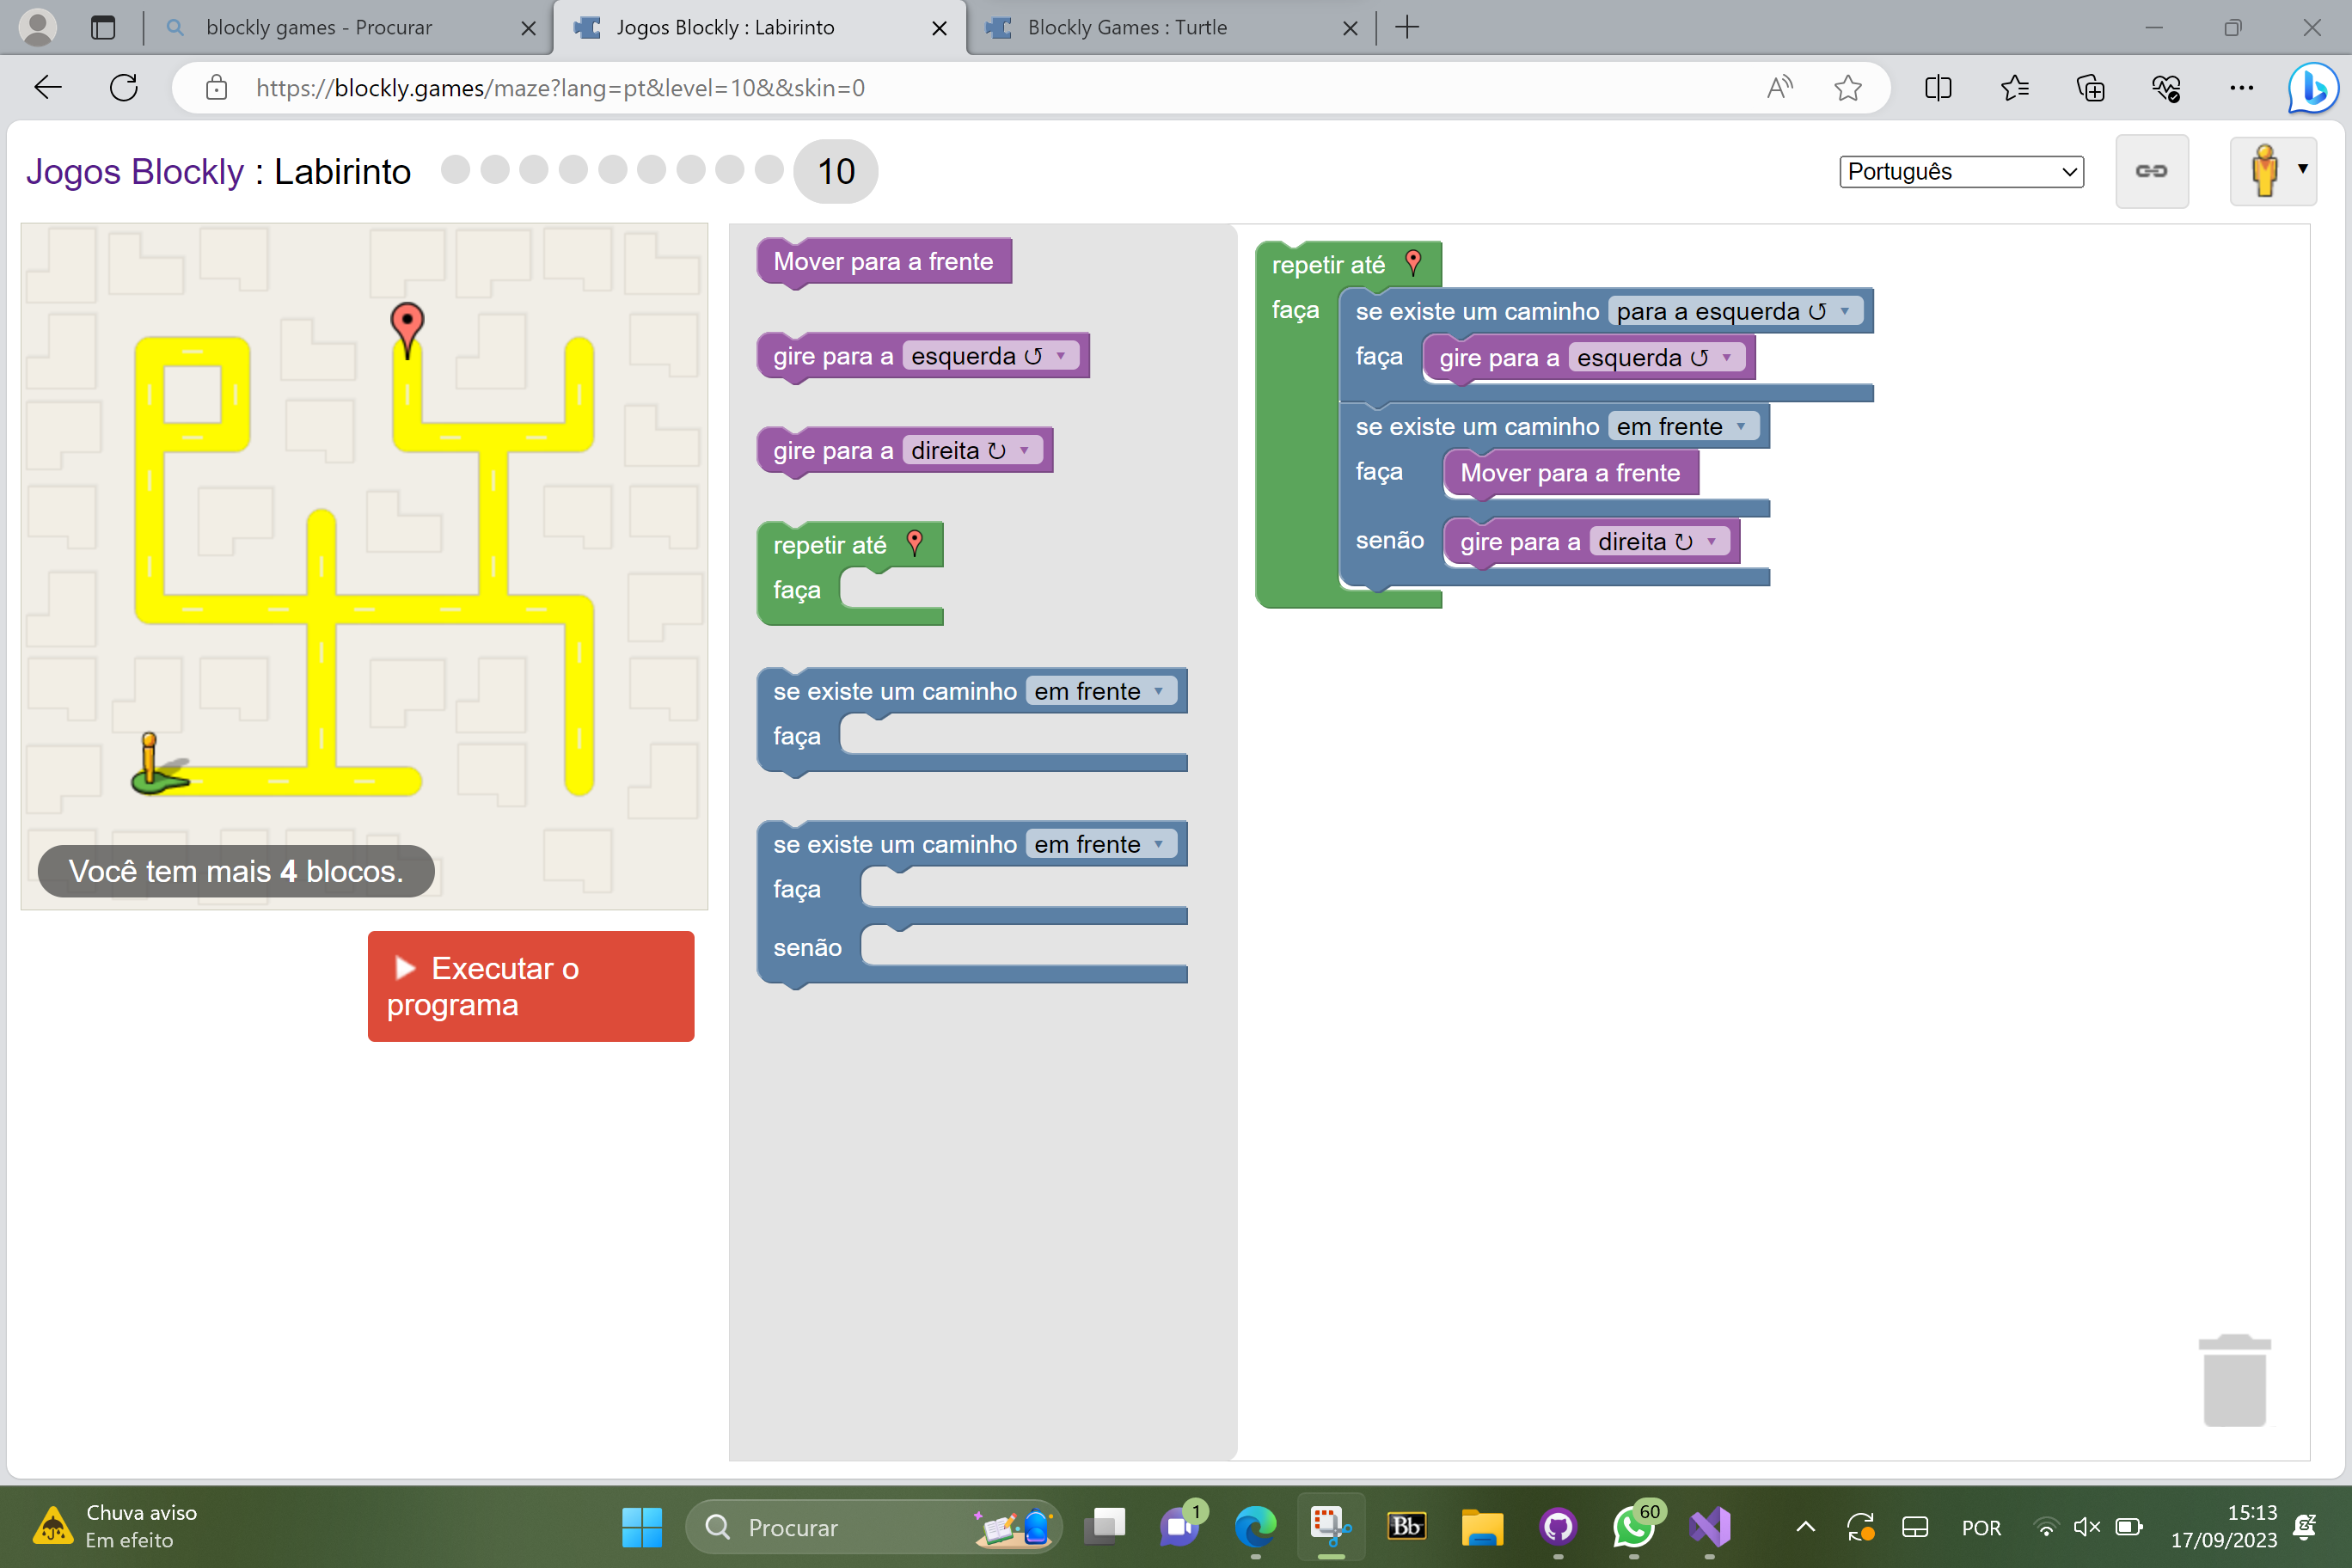 blockly games - Procurar
Jogos Blockly : Labirinto
Blockly Games : Turtle
https://blockly.games/maze?lang=pt&level=10&&skin=0
Jogos Blockly : Labirinto
10
Português
Você tem mais 4 blocos.
Executar o
programa
Mover para a frente
gire para a esquerda ↺
gire para a direita ↻
repetir até
faça
se existe um caminho em frente
faça
se existe um caminho em frente
faça
senão
repetir até
faça
se existe um caminho para a esquerda ↺
faça
gire para a esquerda ↺
se existe um caminho em frente
faça
Mover para a frente
senão
gire para a direita ↻
Chuva aviso
Em efeito
Procurar
1
Bb
60
POR
15:13
17/09/2023